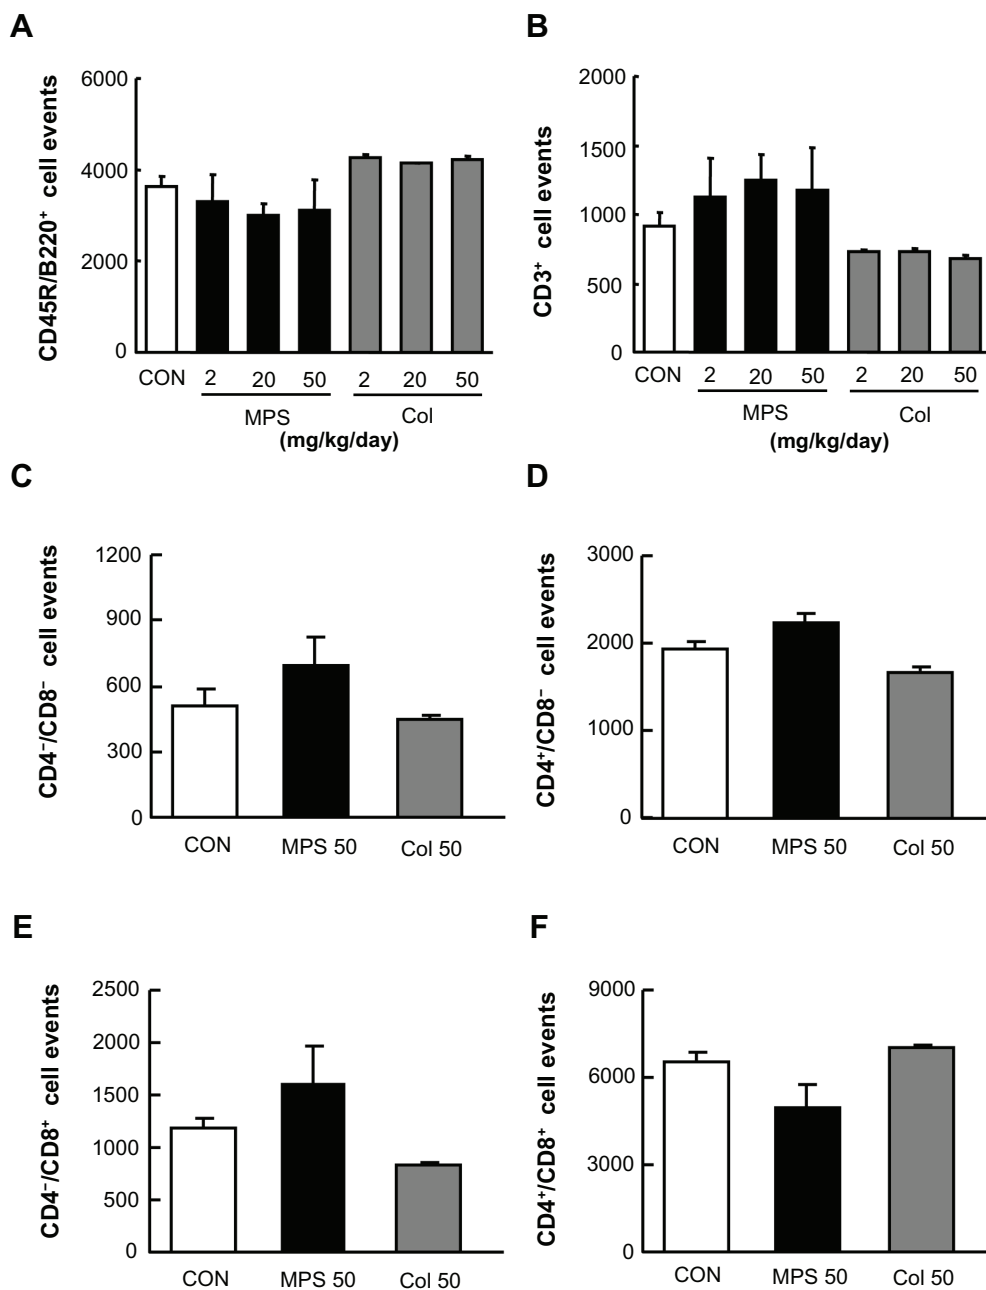 A
CD45R/B220⁺ cell events
6000
4000
2000
0
CON 2 20 50 2 20 50
MPS Col
(mg/kg/day)
B
CD3⁺ cell events
2000
1500
1000
500
0
CON 2 20 50 2 20 50
MPS Col
(mg/kg/day)
C
CD4⁻/CD8⁻ cell events
1200
900
600
300
0
CON MPS 50 Col 50
D
CD4⁺/CD8⁻ cell events
3000
2000
1000
0
CON MPS 50 Col 50
E
CD4⁻/CD8⁺ cell events
2500
2000
1500
1000
500
0
CON MPS 50 Col 50
F
CD4⁺/CD8⁺ cell events
9000
6000
3000
0
CON MPS 50 Col 50